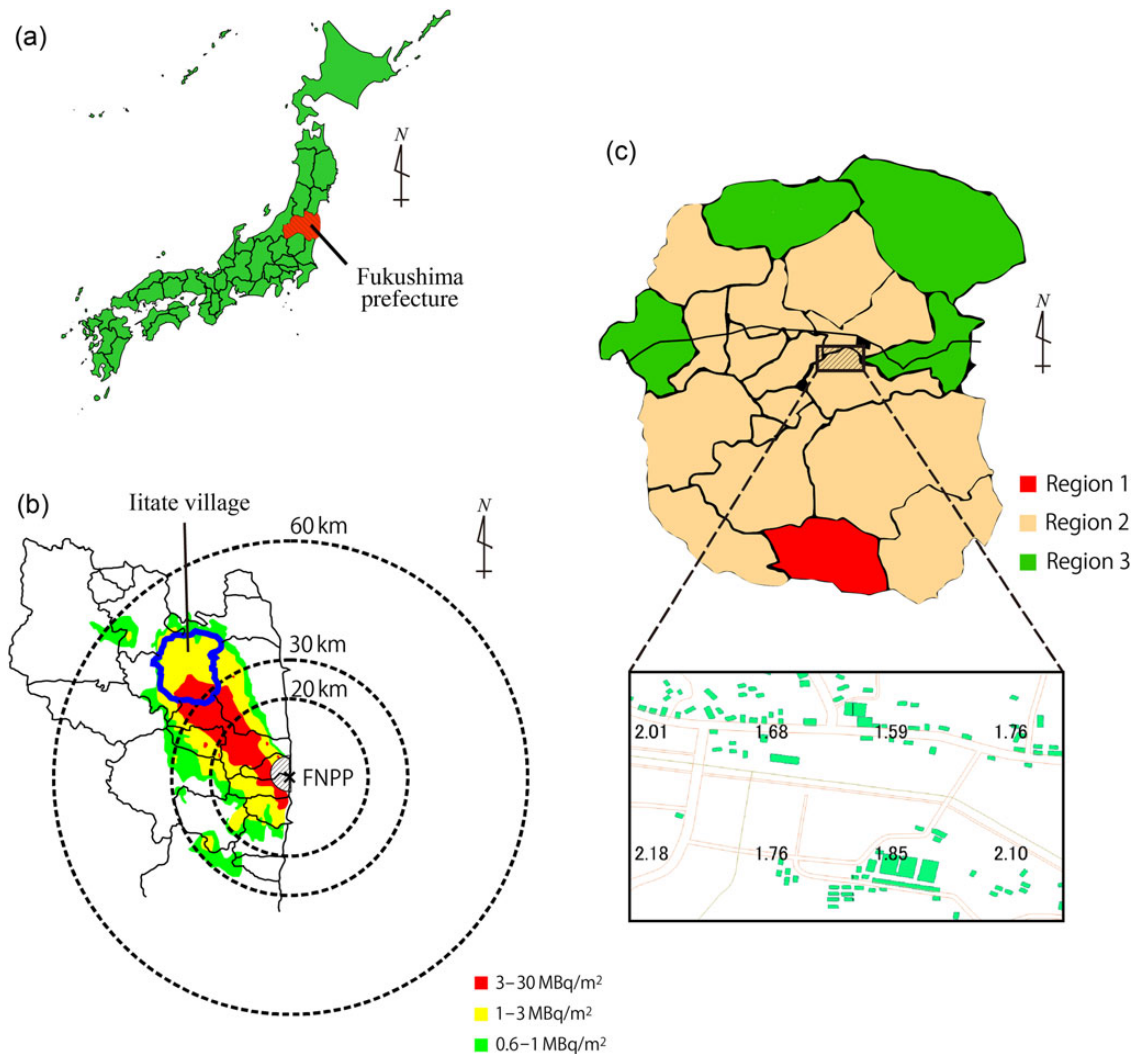 (a)
N
Fukushima
prefecture
(b)
Iitate village
N
60 km
30 km
20 km
FNPP
3–30 MBq/m²
1–3 MBq/m²
0.6–1 MBq/m²
(c)
N
Region 1
Region 2
Region 3
2.01 1.68 1.59 1.76
2.18 1.76 1.85 2.10